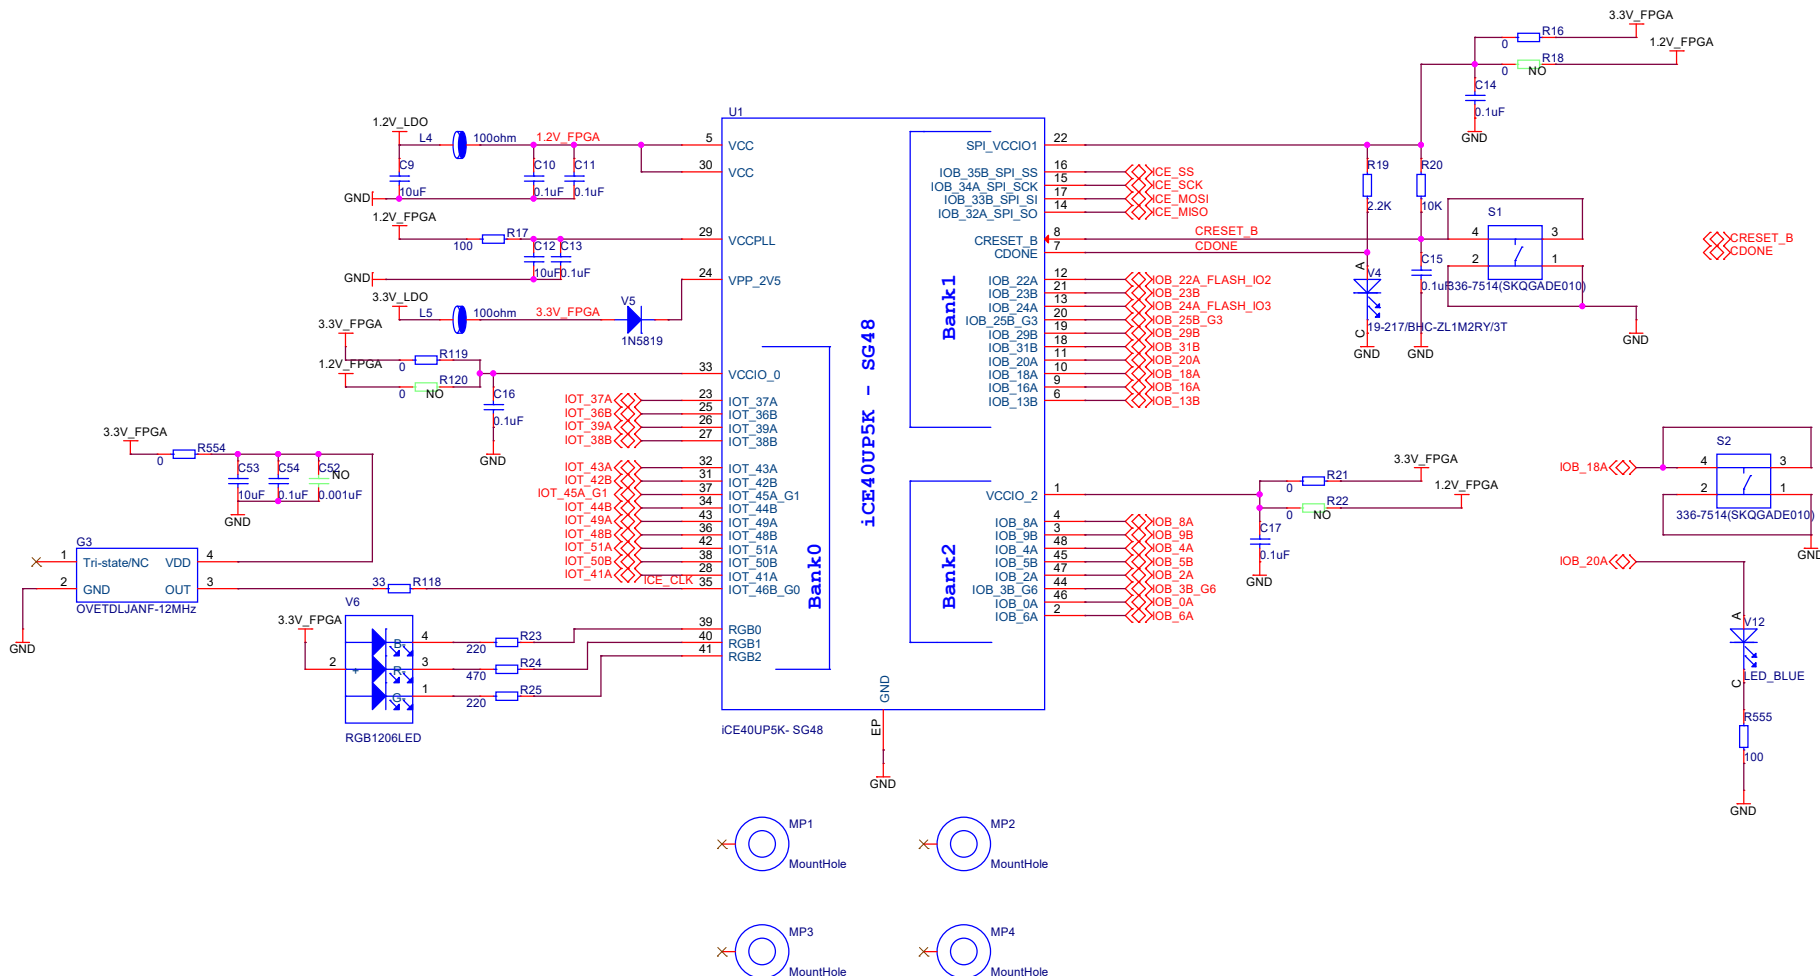 3.3V_FPGA
R16
0
1.2V_FPGA
R18
0
NO
C14
0.1uF
GND
U1
1.2V_LDO
L4
100ohm
1.2V_FPGA
5
VCC
30
VCC
C9
10uF
C10
0.1uF
C11
0.1uF
GND
1.2V_FPGA
100
R17
29
VCCPLL
C12
10uF
C13
0.1uF
GND
24
VPP_2V5
3.3V_LDO
L5
100ohm
3.3V_FPGA
V5
1N5819
3.3V_FPGA
R119
0
1.2V_FPGA
R120
0
NO
33
VCCIO_0
C16
0.1uF
GND
IOT_37A
23
IOT_37A
IOT_36B
25
IOT_36B
IOT_39A
26
IOT_39A
IOT_38B
27
IOT_38B
IOT_43A
32
IOT_43A
IOT_42B
31
IOT_42B
IOT_45A_G1
37
IOT_45A_G1
IOT_44B
34
IOT_44B
IOT_49A
43
IOT_49A
IOT_48B
36
IOT_48B
IOT_51A
42
IOT_51A
IOT_50B
38
IOT_50B
IOT_41A
28
IOT_41A
ICE_CLK
35
IOT_46B_G0
3.3V_FPGA
R554
0
C53
10uF
C54
0.1uF
C52
NO
0.001uF
GND
G3
1
Tri-state/NC
VDD
4
2
GND
OUT
3
OVETDLJANF-12MHz
GND
33
R118
V6
3.3V_FPGA
2
+
B-
4
R-
3
G-
1
RGB1206LED
R23
220
R24
470
R25
220
39
RGB0
40
RGB1
41
RGB2
Bank0
iCE40UP5K - SG48
Bank1
Bank2
GND
EP
GND
iCE40UP5K- SG48
SPI_VCCIO1
22
IOB_35B_SPI_SS
16
ICE_SS
IOB_34A_SPI_SCK
15
ICE_SCK
IOB_33B_SPI_SI
17
ICE_MOSI
IOB_32A_SPI_SO
14
ICE_MISO
CRESET_B
8
CRESET_B
CDONE
7
CDONE
IOB_22A
12
IOB_22A_FLASH_IO2
IOB_23B
21
IOB_23B
IOB_24A
13
IOB_24A_FLASH_IO3
IOB_25B_G3
20
IOB_25B_G3
IOB_29B
19
IOB_29B
IOB_31B
18
IOB_31B
IOB_20A
11
IOB_20A
IOB_18A
10
IOB_18A
IOB_16A
9
IOB_16A
IOB_13B
6
IOB_13B
R19
2.2K
R20
10K
A
V4
C
19-217/BHC-ZL1M2RY/3T
GND
C15
0.1uF
GND
S1
4
3
2
1
336-7514(SKQGADE010)
GND
CRESET_B
CDONE
VCCIO_2
1
3.3V_FPGA
R21
0
1.2V_FPGA
R22
0
NO
C17
0.1uF
GND
IOB_8A
4
IOB_8A
IOB_9B
3
IOB_9B
IOB_4A
48
IOB_4A
IOB_5B
45
IOB_5B
IOB_2A
47
IOB_2A
IOB_3B_G6
44
IOB_3B_G6
IOB_0A
46
IOB_0A
IOB_6A
2
IOB_6A
S2
IOB_18A
4
3
2
1
336-7514(SKQGADE010)
GND
IOB_20A
A
V12
C
LED_BLUE
R555
100
GND
MP1
MountHole
MP2
MountHole
MP3
MountHole
MP4
MountHole